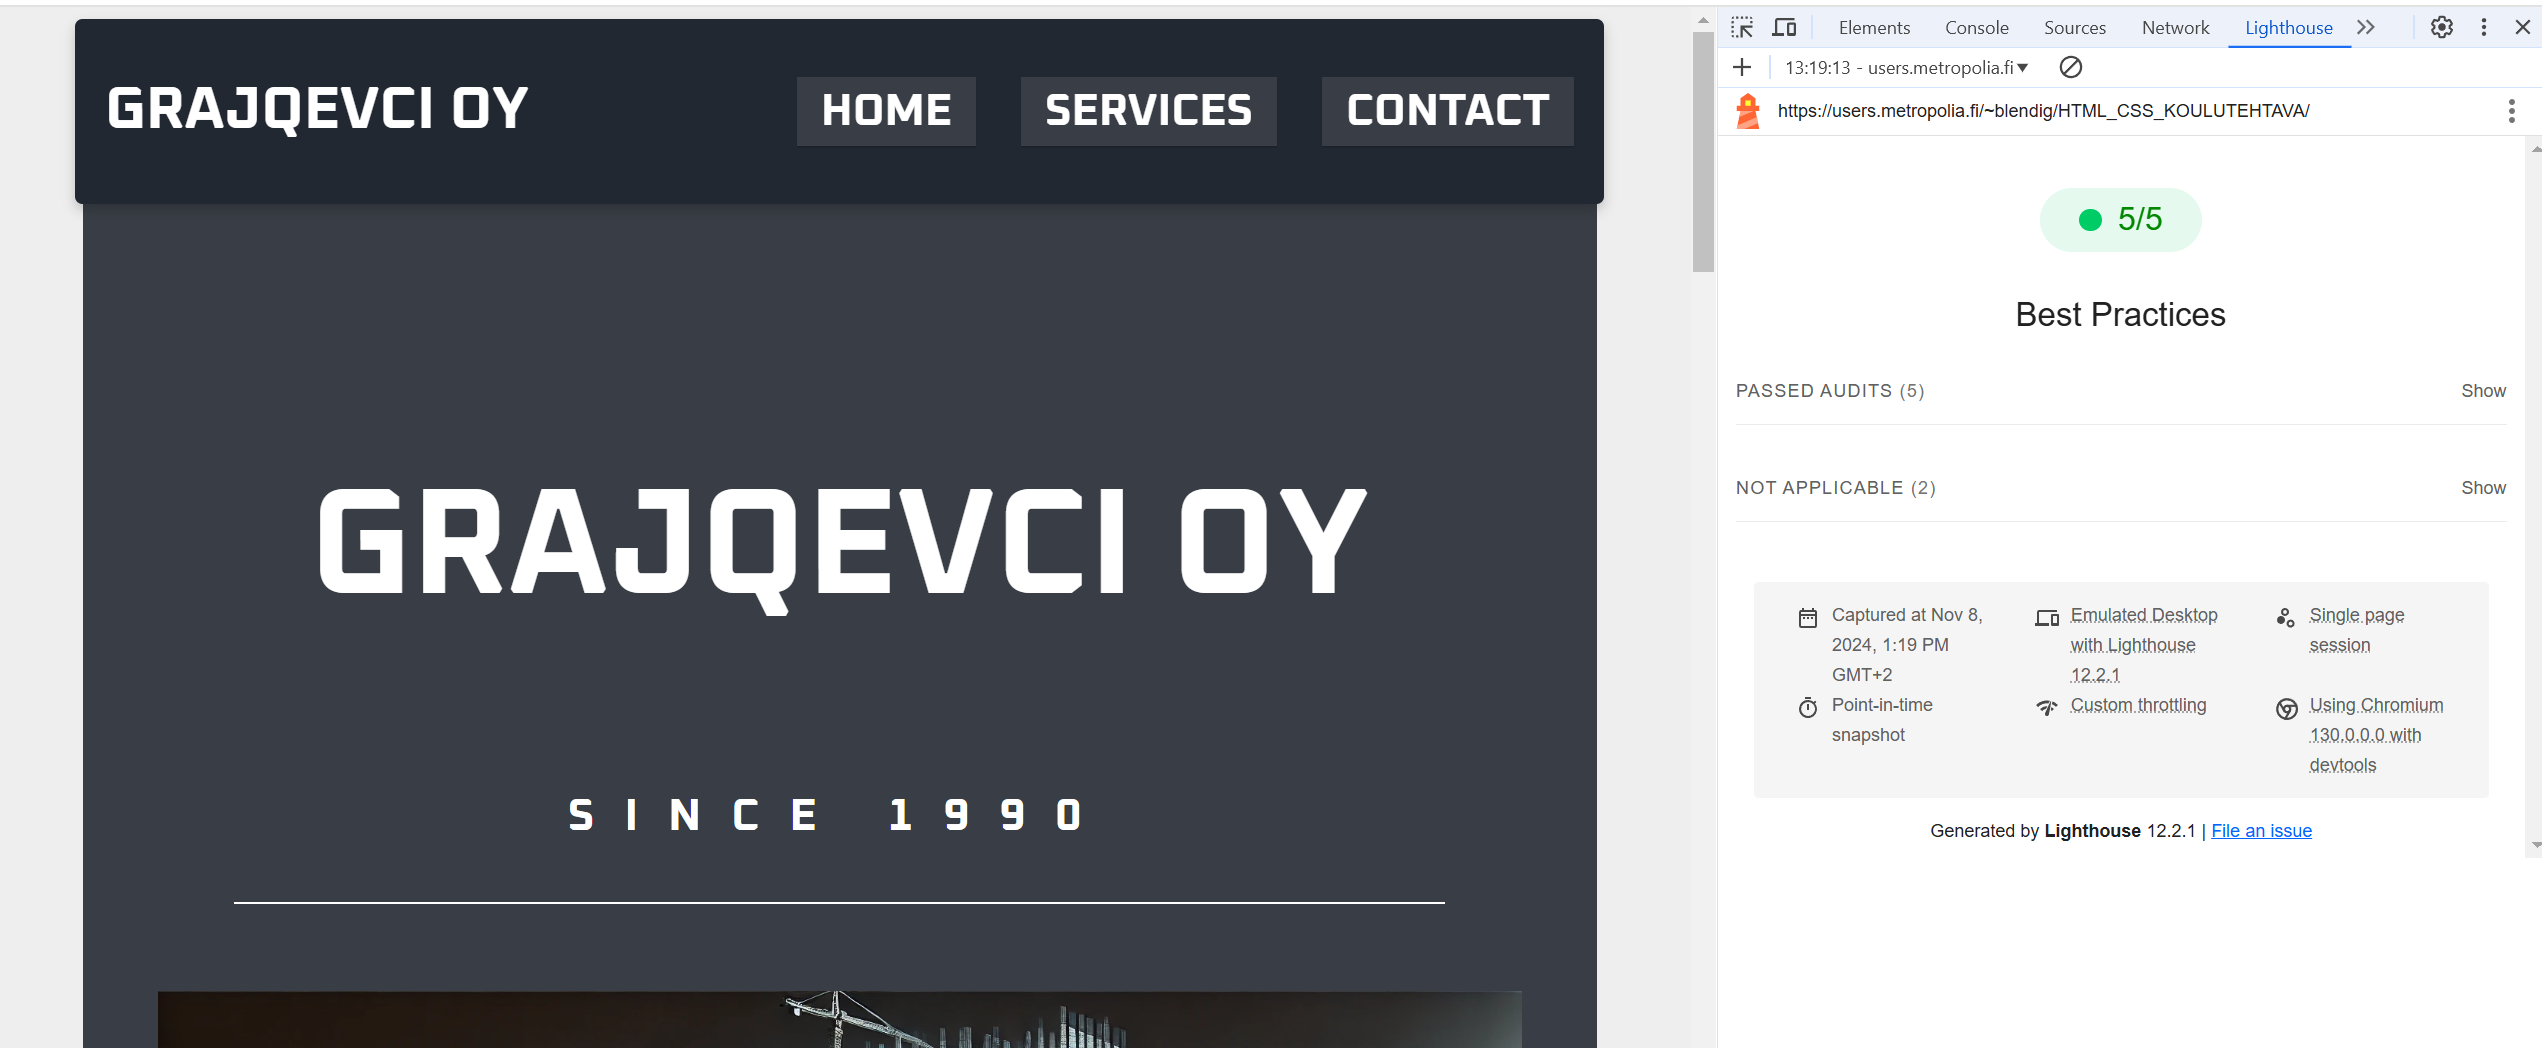 GRAJQEVCI OY
HOME
SERVICES
CONTACT
GRAJQEVCI OY
SINCE 1990
Elements
Console
Sources
Network
Lighthouse
13:19:13 - users.metropolia.fi
https://users.metropolia.fi/~blendig/HTML_CSS_KOULUTEHTAVA/
5/5
Best Practices
PASSED AUDITS (5)
Show
NOT APPLICABLE (2)
Show
Captured at Nov 8,
2024, 1:19 PM
GMT+2
Emulated Desktop
with Lighthouse
12.2.1
Single page
session
Point-in-time
snapshot
Custom throttling
Using Chromium
130.0.0.0 with
devtools
Generated by Lighthouse 12.2.1 | File an issue